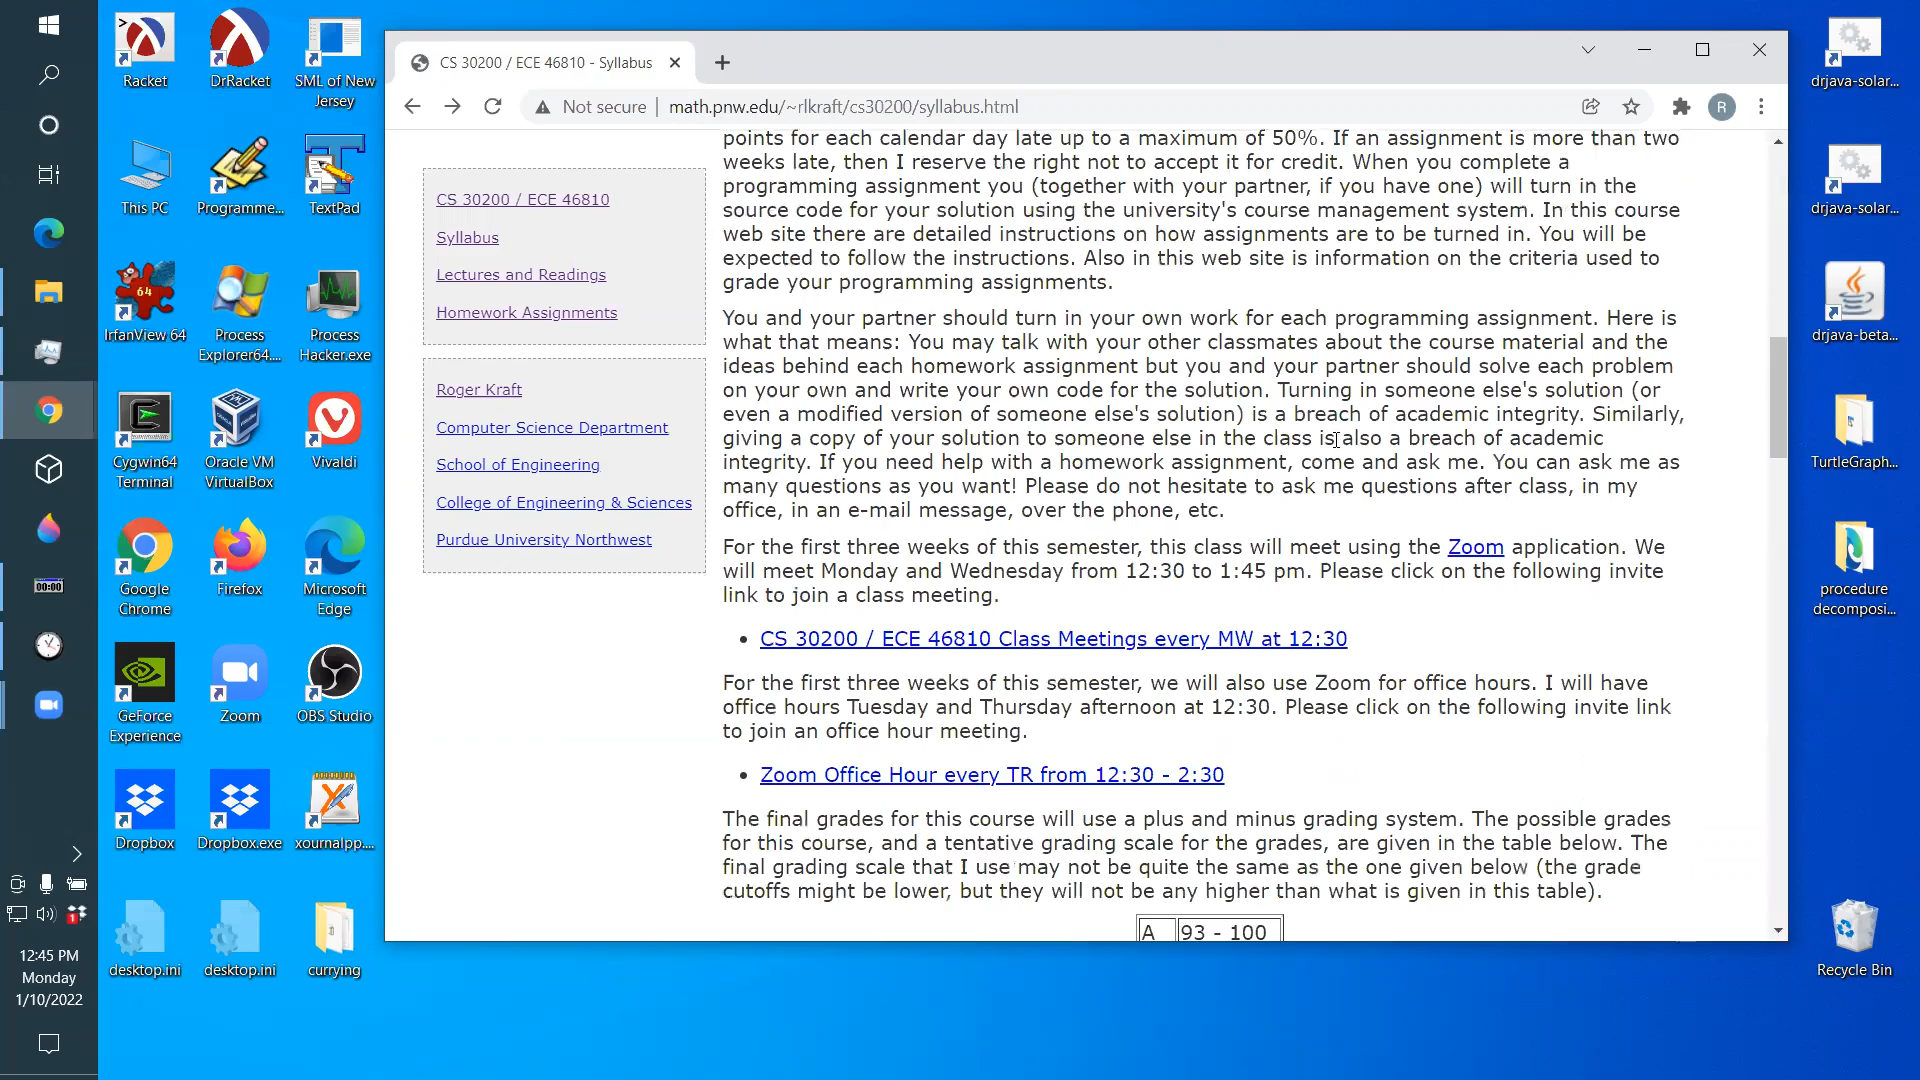 Racket
DrRacket
SML of New
Jersey
This PC
Programme...
TextPad
IrfanView 64
Process
Explorer64....
Process
Hacker.exe
Cygwin64
Terminal
Oracle VM
VirtualBox
Vivaldi
Google
Chrome
Firefox
Microsoft
Edge
GeForce
Experience
Zoom
OBS Studio
Dropbox
Dropbox.exe
xournalpp....
desktop.ini
desktop.ini
currying
00:00
64
1
12:45 PM
Monday
1/10/2022
CS 30200 / ECE 46810 - Syllabus
Not secure | math.pnw.edu/~rlkraft/cs30200/syllabus.html
R
CS 30200 / ECE 46810
Syllabus
Lectures and Readings
Homework Assignments
Roger Kraft
Computer Science Department
School of Engineering
College of Engineering & Sciences
Purdue University Northwest
points for each calendar day late up to a maximum of 50%. If an assignment is more than two
weeks late, then I reserve the right not to accept it for credit. When you complete a
programming assignment you (together with your partner, if you have one) will turn in the
source code for your solution using the university's course management system. In this course
web site there are detailed instructions on how assignments are to be turned in. You will be
expected to follow the instructions. Also in this web site is information on the criteria used to
grade your programming assignments.
You and your partner should turn in your own work for each programming assignment. Here is
what that means: You may talk with your other classmates about the course material and the
ideas behind each homework assignment but you and your partner should solve each problem
on your own and write your own code for the solution. Turning in someone else's solution (or
even a modified version of someone else's solution) is a breach of academic integrity. Similarly,
giving a copy of your solution to someone else in the class is also a breach of academic
integrity. If you need help with a homework assignment, come and ask me. You can ask me as
many questions as you want! Please do not hesitate to ask me questions after class, in my
office, in an e-mail message, over the phone, etc.
For the first three weeks of this semester, this class will meet using the Zoom application. We
will meet Monday and Wednesday from 12:30 to 1:45 pm. Please click on the following invite
link to join a class meeting.
• CS 30200 / ECE 46810 Class Meetings every MW at 12:30
For the first three weeks of this semester, we will also use Zoom for office hours. I will have
office hours Tuesday and Thursday afternoon at 12:30. Please click on the following invite link
to join an office hour meeting.
• Zoom Office Hour every TR from 12:30 - 2:30
The final grades for this course will use a plus and minus grading system. The possible grades
for this course, and a tentative grading scale for the grades, are given in the table below. The
final grading scale that I use may not be quite the same as the one given below (the grade
cutoffs might be lower, but they will not be any higher than what is given in this table).
A 93 - 100
drjava-solar...
drjava-solar...
drjava-beta...
TurtleGraph...
procedure
decomposi...
Recycle Bin